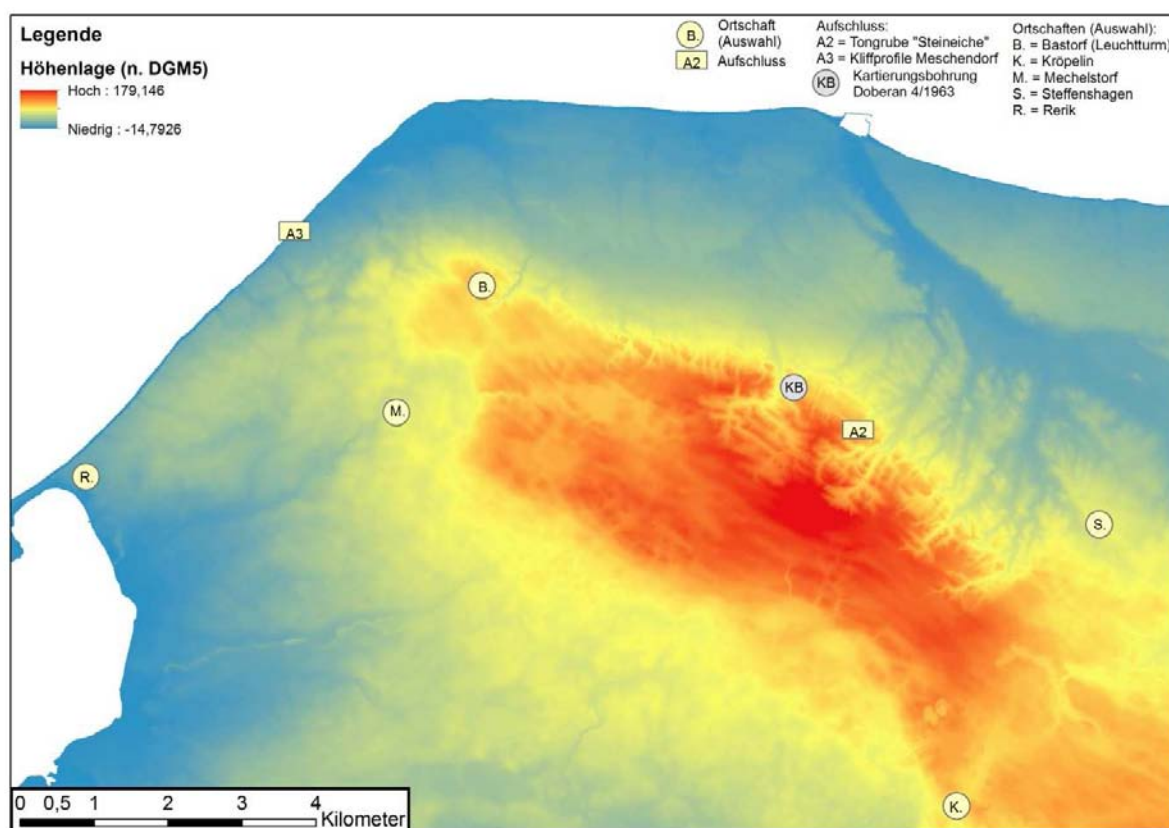 Legende
Höhenlage (n. DGM5)
Hoch : 179,146
Niedrig : -14,7926
B.
Ortschaft
(Auswahl)
A2
Aufschluss
Aufschluss:
A2 = Tongrube "Steineiche"
A3 = Kliffprofile Meschendorf
KB
Kartierungsbohrung
Doberan 4/1963
Ortschaften (Auswahl):
B. = Bastorf (Leuchtturm)
K. = Kröpelin
M. = Mechelstorf
S. = Steffenshagen
R. = Rerik
A3
B.
KB
M.
A2
R.
S.
K.
0 0,5 1 2 3 4
Kilometer